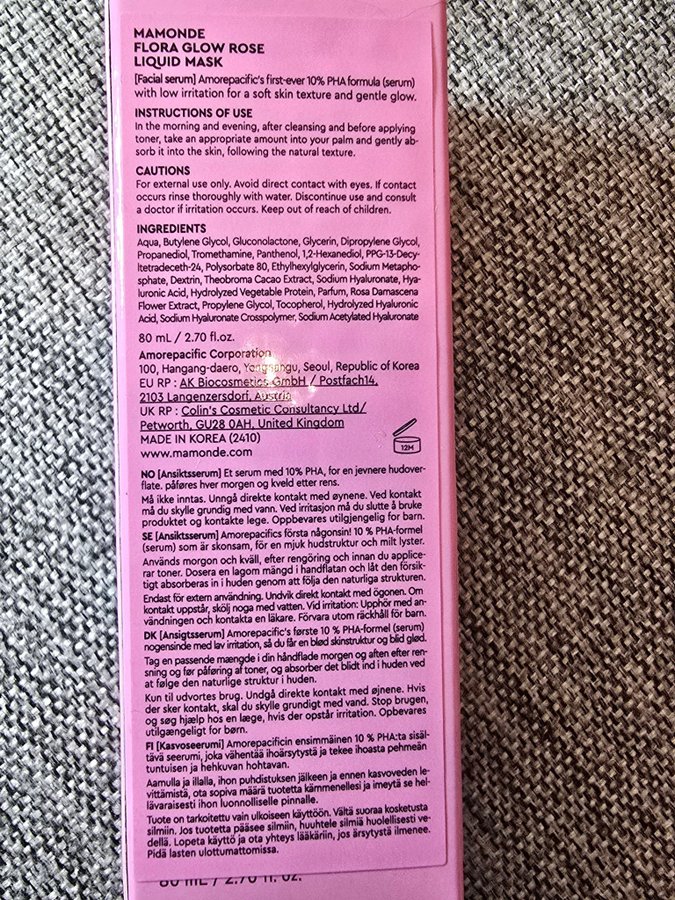 MAMONDE
FLORA GLOW ROSE
LIQUID MASK
[Facial serum] Amorepacific's first-ever 10% PHA formula (serum)
with low irritation for a soft skin texture and gentle glow.
INSTRUCTIONS OF USE
In the morning and evening, after cleansing and before applying
toner, take an appropriate amount into your palm and gently ab-
sorb it into the skin, following the natural texture.
CAUTIONS
For external use only. Avoid direct contact with eyes. If contact
occurs rinse thoroughly with water. Discontinue use and consult
a doctor if irritation occurs. Keep out of reach of children.
INGREDIENTS
Aqua, Butylene Glycol, Gluconolactone, Glycerin, Dipropylene Glycol,
Propanediol, Tromethamine, Panthenol, 1,2-Hexanediol, PPG-13-Decy-
ltetradeceth-24, Polysorbate 80, Ethylhexylglycerin, Sodium Metapho-
sphate, Dextrin, Theobroma Cacao Extract, Sodium Hyaluronate, Hya-
luronic Acid, Hydrolyzed Vegetable Protein, Parfum, Rosa Damascena
Flower Extract, Propylene Glycol, Tocopherol, Hydrolyzed Hyaluronic
Acid, Sodium Hyaluronate Crosspolymer, Sodium Acetylated Hyaluronate
80 mL / 2.70 fl.oz.
Amorepacific Corporation
100, Hangang-daero, Yongsangu, Seoul, Republic of Korea
EU RP : AK Biocosmetics GmbH / Postfach14,
2103 Langenzersdorf, Austria
UK RP : Colin's Cosmetic Consultancy Ltd/
Petworth, GU28 0AH, United Kingdom
MADE IN KOREA (2410)
www.mamonde.com
12M
NO [Ansiktsserum] Et serum med 10% PHA, for en jevnere hudover-
flate. påføres hver morgen og kveld etter rens.
Må ikke inntas. Unngå direkte kontakt med øynene. Ved kontakt
må du skylle grundig med vann. Ved irritasjon må du slutte å bruke
produktet og kontakte lege. Oppbevares utilgjengelig for barn.
SE [Ansiktsserum] Amorepacifics första någonsin! 10 % PHA-formel
(serum) som är skonsam, för en mjuk hudstruktur och milt lyster.
Används morgon och kväll, efter rengöring och innan du applice-
rar toner. Dosera en lagom mängd i handflatan och låt den försik-
tigt absorberas in i huden genom att följa den naturliga strukturen.
Endast för extern användning. Undvik direkt kontakt med ögonen. Om
kontakt uppstår, skölj noga med vatten. Vid irritation: Upphör med an-
vändningen och kontakta en läkare. Förvara utom räckhåll för barn.
DK [Ansigtsserum] Amorepacific's første 10 % PHA-formel (serum)
nogensinde med lav irritation, så du får en blød skinstruktur og blid glød.
Tag en passende mængde i din håndflade morgen og aften efter ren-
sning og før påføring af toner, og absorber det blidt ind i huden ved
at følge den naturlige struktur i huden.
Kun til udvortes brug. Undgå direkte kontakt med øjnene. Hvis
der sker kontakt, skal du skylle grundigt med vand. Stop brugen,
og søg hjælp hos en læge, hvis der opstår irritation. Opbevares
utilgængeligt for børn.
FI [Kasvoseerumi] Amorepacificin ensimmäinen 10 % PHA:ta sisäl-
tävä seerumi, joka vähentää ihoärsytystä ja tekee ihoasta pehmeän
tuntuisen ja hehkuvan hohtavan.
Aamulla ja illalla, ihon puhdistuksen jälkeen ja ennen kasvoveden le-
vittämistä, ota sopiva määrä tuotetta kämmenellesi ja imeytä se hel-
lävaraisesti ihon luonnolliselle pinnalle.
Tuote on tarkoitettu vain ulkoiseen käyttöön. Vältä suoraa kosketusta
silmiin. Jos tuotetta pääsee silmiin, huuhtele silmiä huolellisesti ve-
dellä. Lopeta käyttö ja ota yhteys lääkäriin, jos ärsytystä ilmenee.
Pidä lasten ulottumattomissa.
80 mL / 2.70 fl. oz.